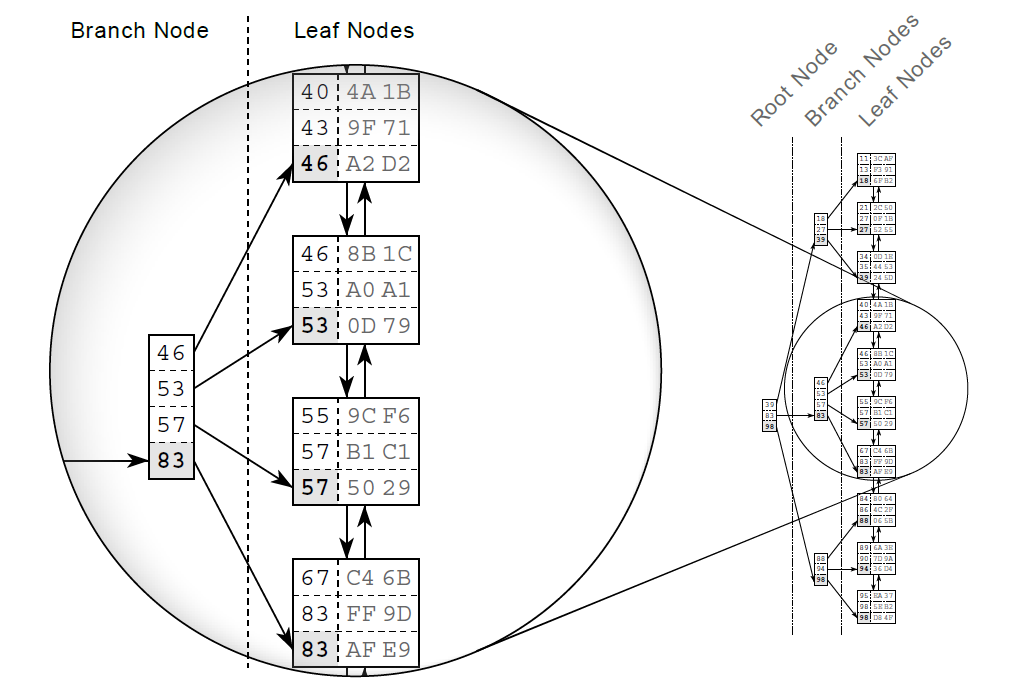 Branch Node
Leaf Nodes
40 4A 1B
43 9F 71
46 A2 D2
46 8B 1C
53 A0 A1
53 0D 79
46
53
57
83
55 9C F6
57 B1 C1
57 50 29
67 C4 6B
83 FF 9D
83 AF E9
Root Node
Branch Nodes
Leaf Nodes
39
83
98
18
27
39
46
53
57
83
88
94
98
11 3C AF
13 F3 91
18 6F B2
21 2C 50
27 0F 1B
27 52 55
34 0D 1E
35 44 53
39 24 5D
40 4A 1B
43 9F 71
46 A2 D2
46 8B 1C
53 A0 A1
53 0D 79
55 9C F6
57 B1 C1
57 50 29
67 C4 6B
83 FF 9D
83 AF E9
84 80 64
86 4C 2F
88 06 5B
89 6A 3E
90 7D 9A
94 36 D4
95 EA 37
98 5E B2
98 D8 4F